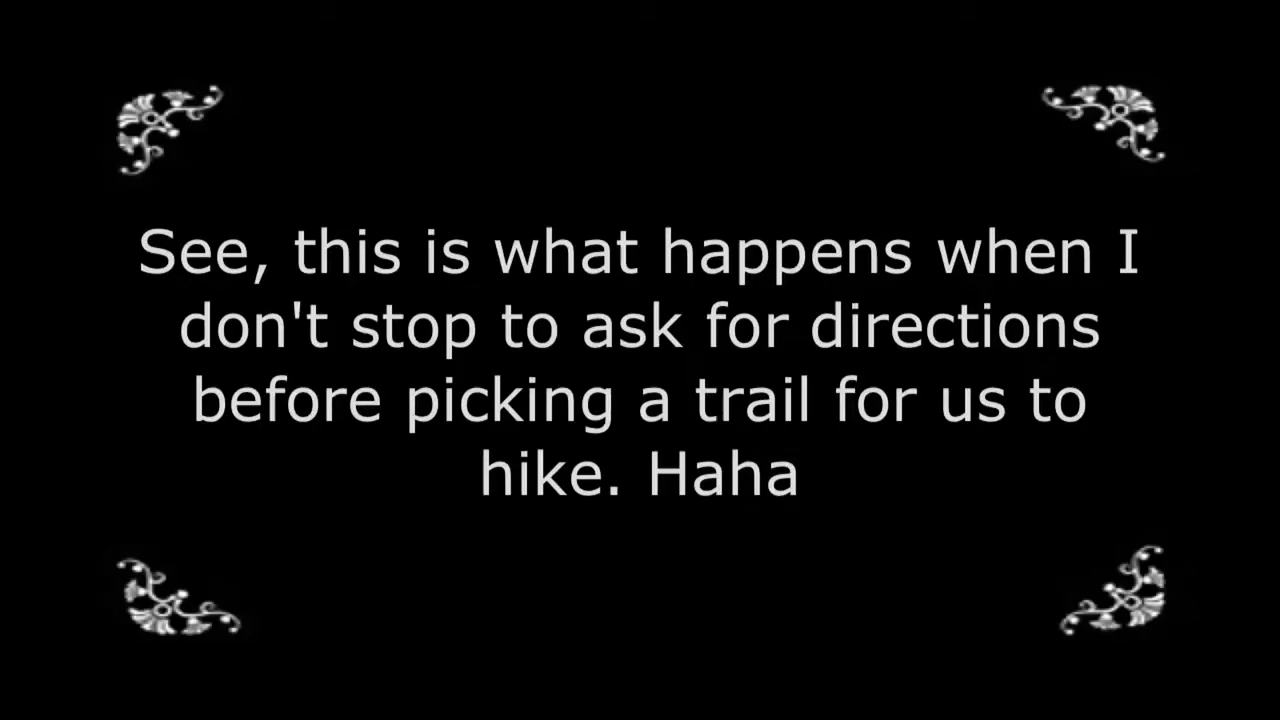 See, this is what happens when I
don't stop to ask for directions
before picking a trail for us to
hike. Haha